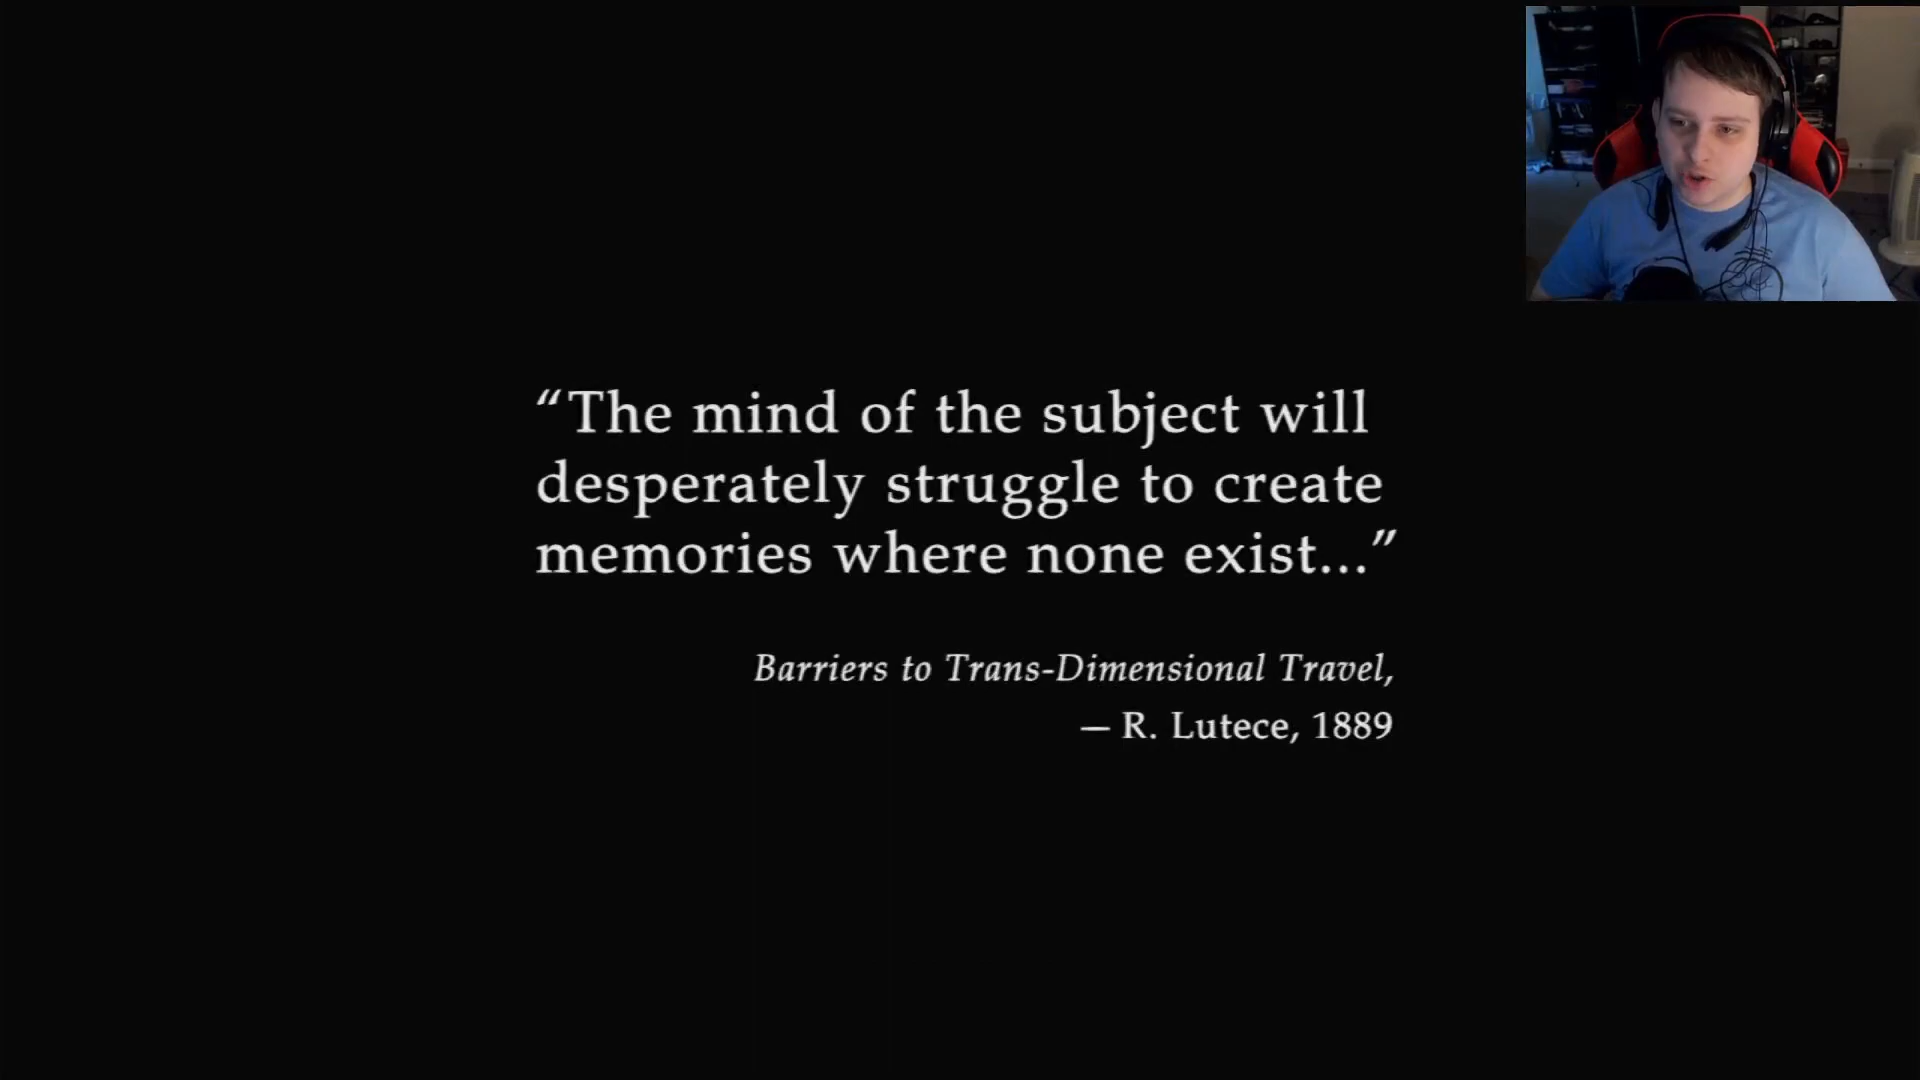 “The mind of the subject will
desperately struggle to create
memories where none exist...”
Barriers to Trans-Dimensional Travel,
— R. Lutece, 1889